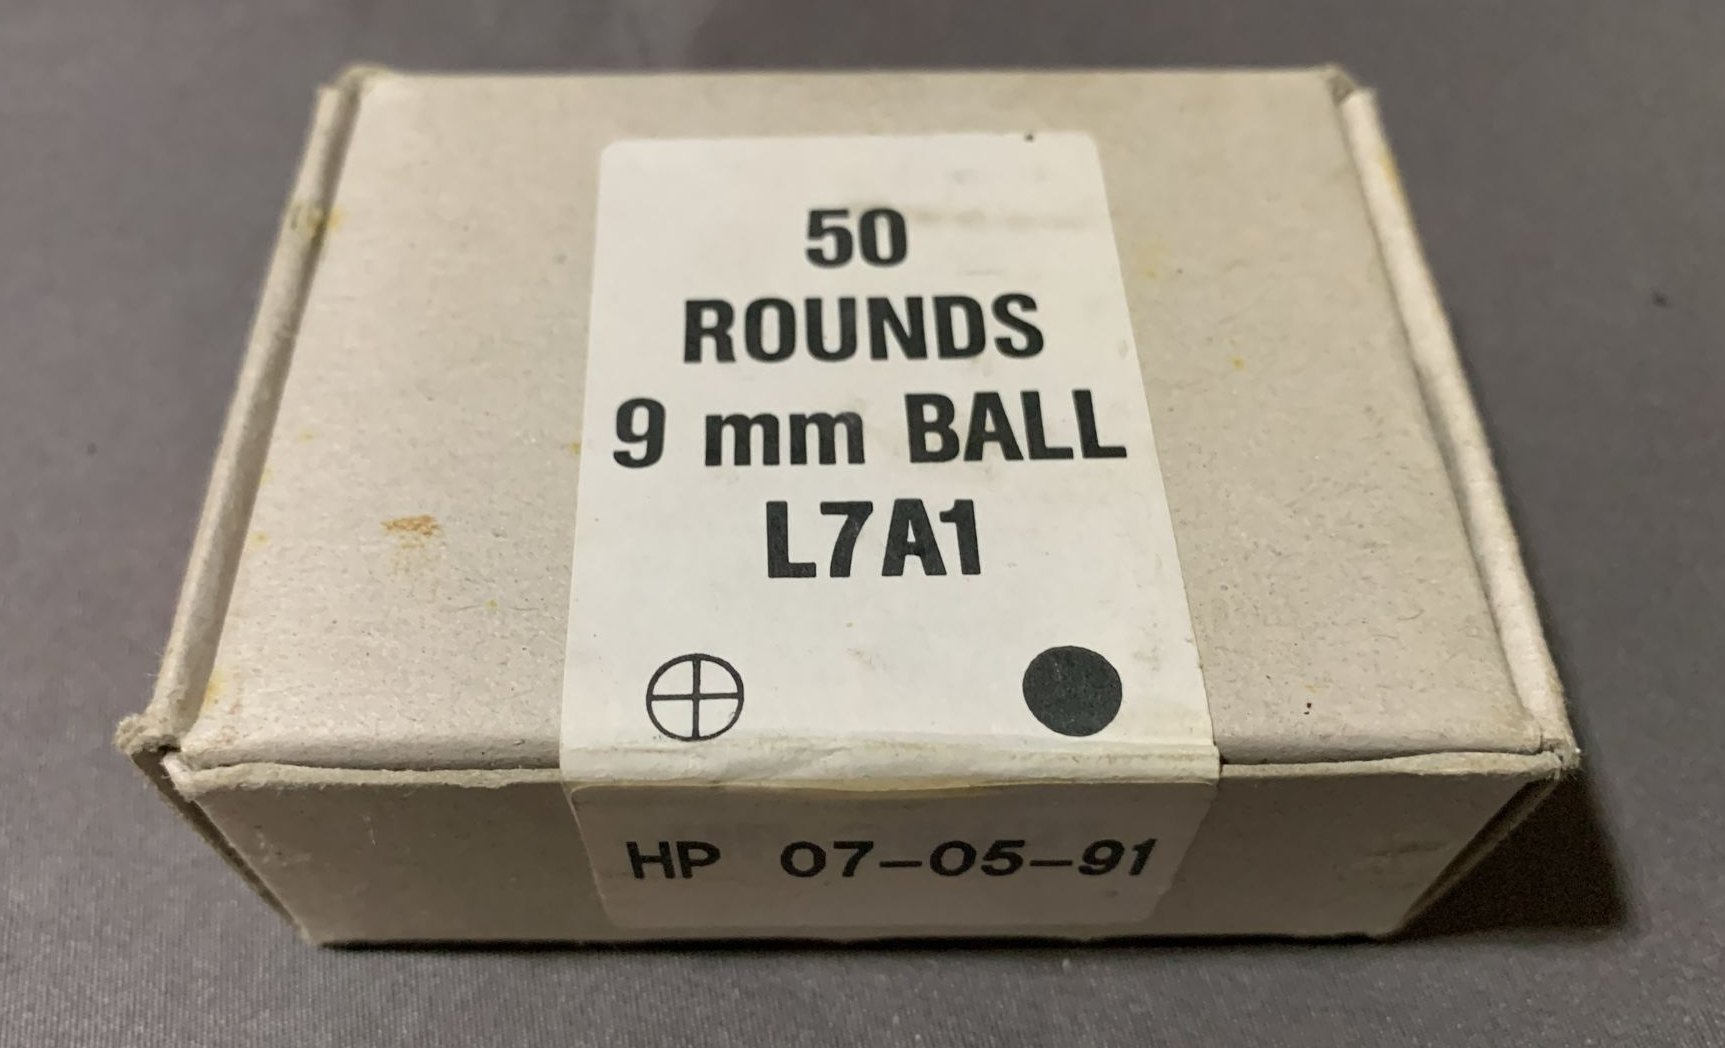 50
ROUNDS
9 mm BALL
L7A1
HP 07-05-91